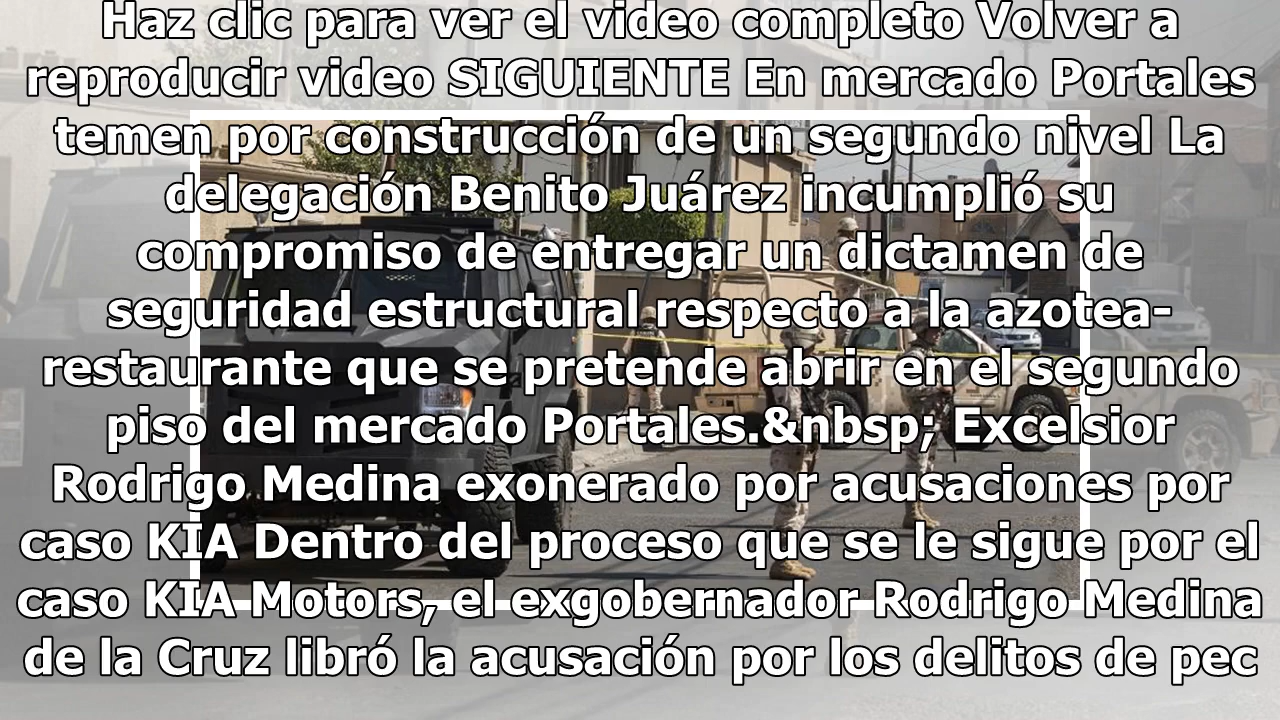 Haz clic para ver el video completo Volver a
reproducir video SIGUIENTE En mercado Portales
temen por construcción de un segundo nivel La
delegación Benito Juárez incumplió su
compromiso de entregar un dictamen de
seguridad estructural respecto a la azotea-
restaurante que se pretende abrir en el segundo
piso del mercado Portales.&nbsp; Excelsior
Rodrigo Medina exonerado por acusaciones por
caso KIA Dentro del proceso que se le sigue por el
caso KIA Motors, el exgobernador Rodrigo Medina
de la Cruz libró la acusación por los delitos de pec